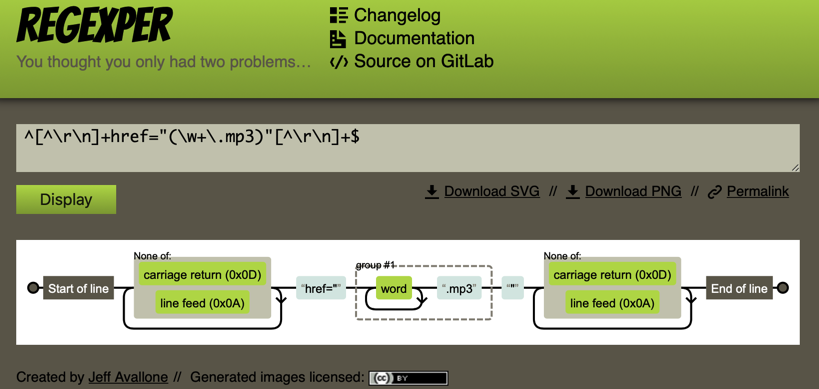 REGEXPER
You thought you only had two problems...
Changelog
Documentation
Source on GitLab
^[^\r\n]+href="(\w+\.mp3)"[^\r\n]+$
Display
Download SVG // Download PNG // Permalink
None of:
group #1
None of:
Start of line
carriage return (0x0D)
line feed (0x0A)
“href="”
word
“.mp3”
“"”
carriage return (0x0D)
line feed (0x0A)
End of line
Created by Jeff Avallone // Generated images licensed: (cc) BY